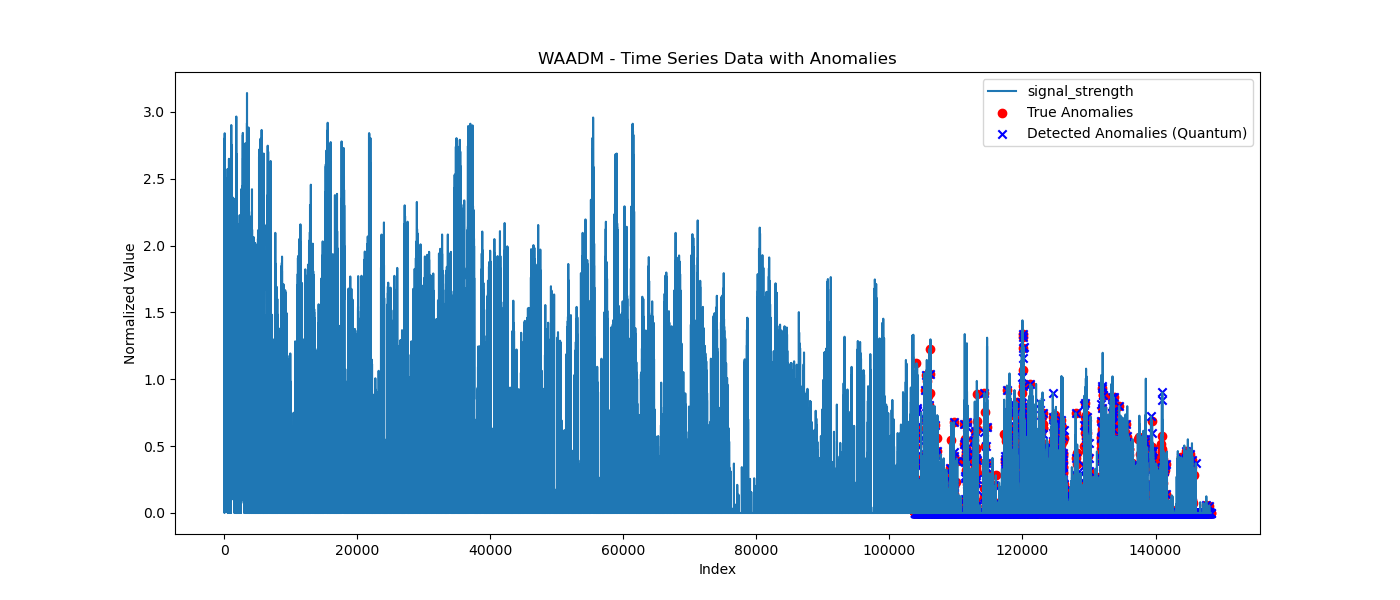 WAADM - Time Series Data with Anomalies
signal_strength
True Anomalies
Detected Anomalies (Quantum)
Normalized Value
3.0
2.5
2.0
1.5
1.0
0.5
0.0
0 20000 40000 60000 80000 100000 120000 140000
Index